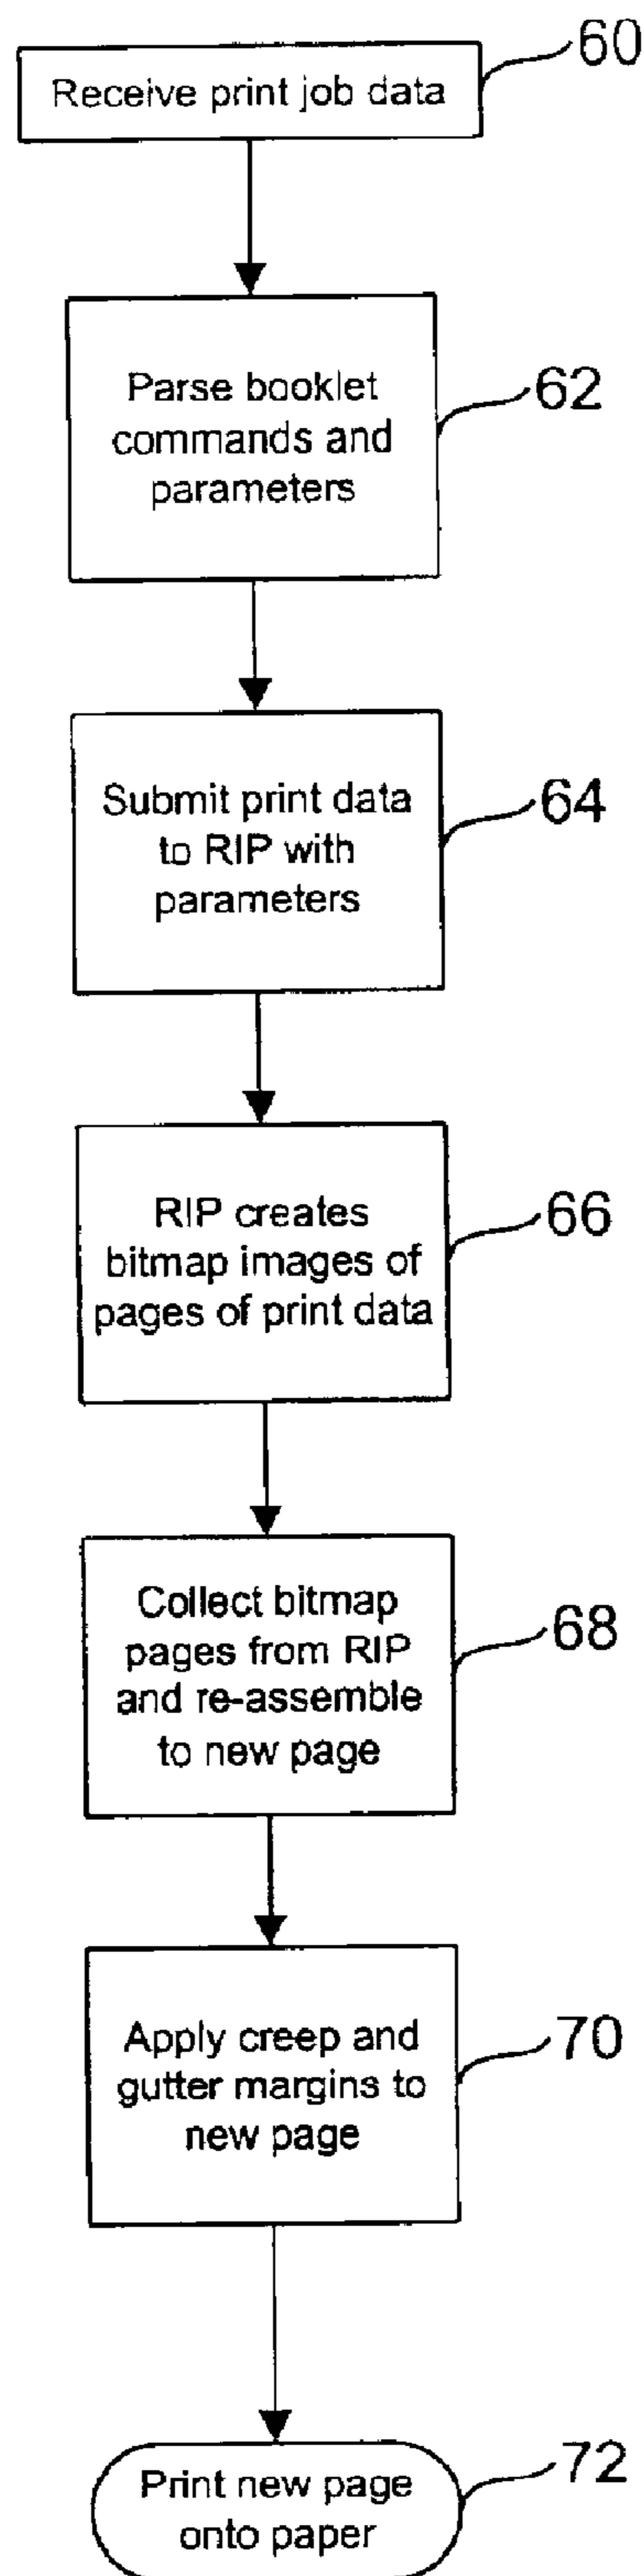 60
Receive print job data
Parse booklet
commands and
parameters
62
Submit print data
to RIP with
parameters
64
RIP creates
bitmap images of
pages of print data
66
Collect bitmap
pages from RIP
and re-assemble
to new page
68
Apply creep and
gutter margins to
new page
70
Print new page
onto paper
72